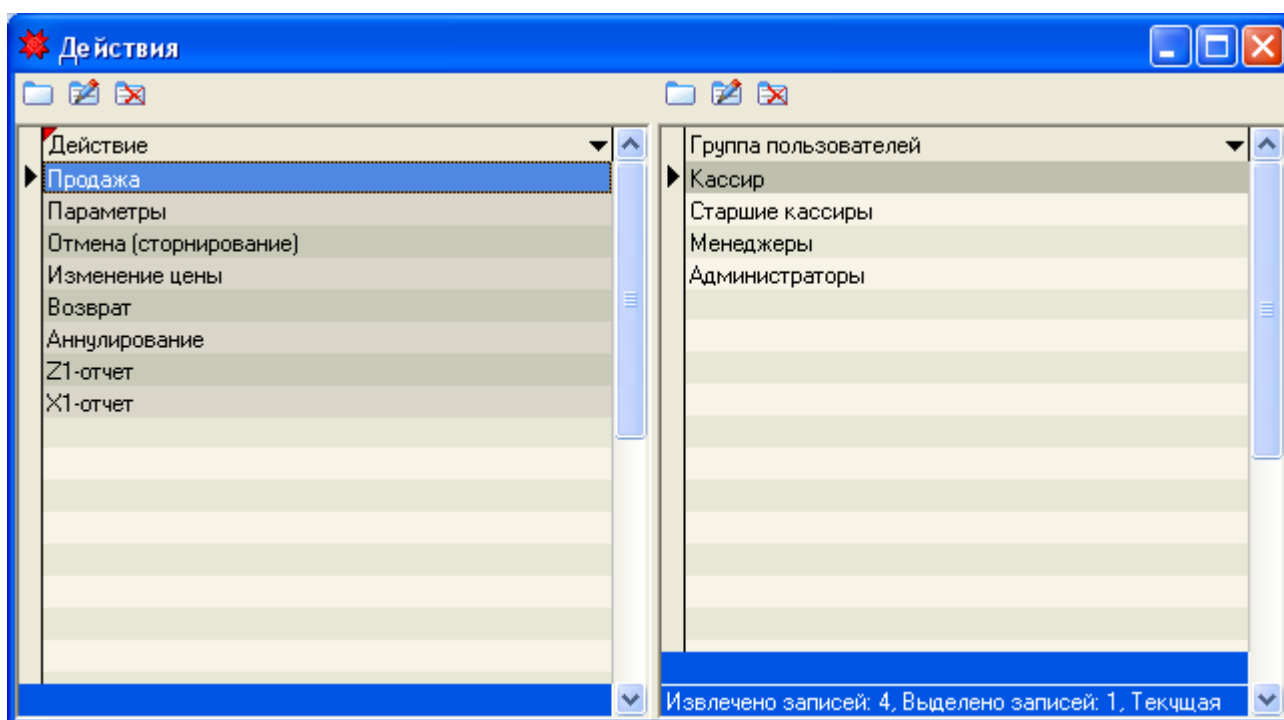 Действия
Действие
Продажа
Параметры
Отмена (сторнирование)
Изменение цены
Возврат
Аннулирование
Z1-отчет
X1-отчет
Группа пользователей
Кассир
Старшие кассиры
Менеджеры
Администраторы
Извлечено записей: 4, Выделено записей: 1, Текущая